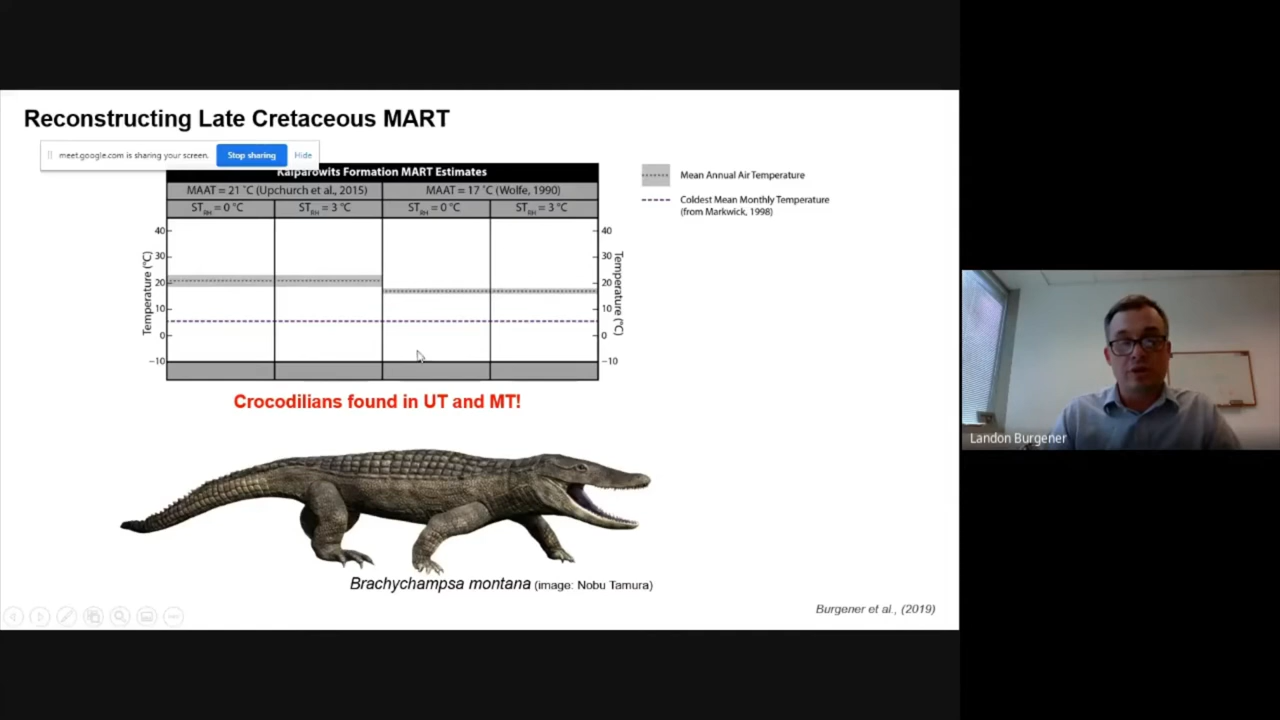 Reconstructing Late Cretaceous MART
meet.google.com is sharing your screen. Stop sharing Hide
Kaiparowits Formation MART Estimates
MAAT = 21 ˚C (Upchurch et al., 2015) MAAT = 17 ˚C (Wolfe, 1990)
ST RH = 0 °C ST RH = 3 °C ST RH = 0 °C ST RH = 3 °C
40 40
30 30
20 20
10 10
0 0
-10 -10
Temperature (°C)
Temperature (°C)
Mean Annual Air Temperature
Coldest Mean Monthly Temperature
(from Markwick, 1998)
Crocodilians found in UT and MT!
Brachychampsa montana (image: Nobu Tamura)
Burgener et al., (2019)
Landon Burgener